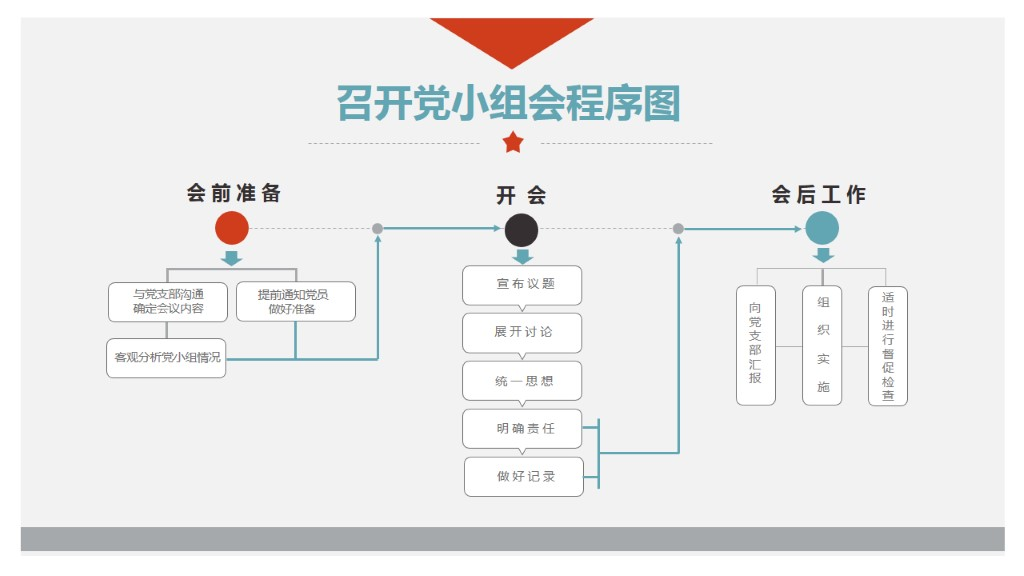 召开党小组会程序图
会前准备
开 会
会后工作
与党支部沟通
确定会议内容
提前通知党员
做好准备
客观分析党小组情况
宣布议题
展开讨论
统一思想
明确责任
做好记录
向党支部汇报
组织实施
适时进行督促检查